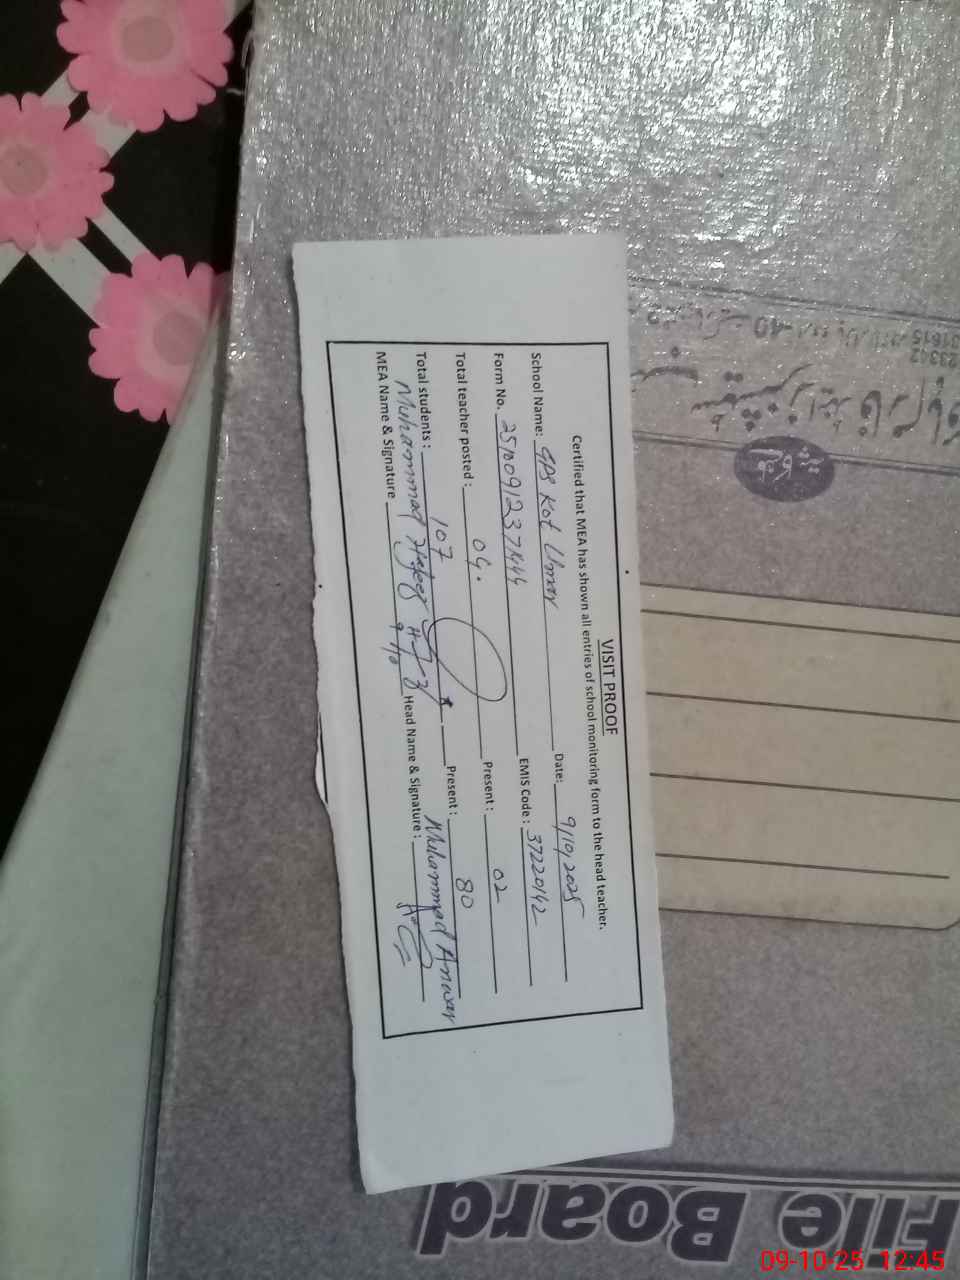 VISIT PROOF
Certified that MEA has shown all entries of school monitoring form to the head teacher.
School Name: GPS Kot Umar Date: 9/10/2025
Form No. EMIS Code : 37220142
Total teacher posted : 04. Present : 02
Total students : 107 Present : 80
Muhammad Muhammad Anwar
MEA Name & Signature 9/10 Head Name & Signature :
File Board
09-10-25 12:45